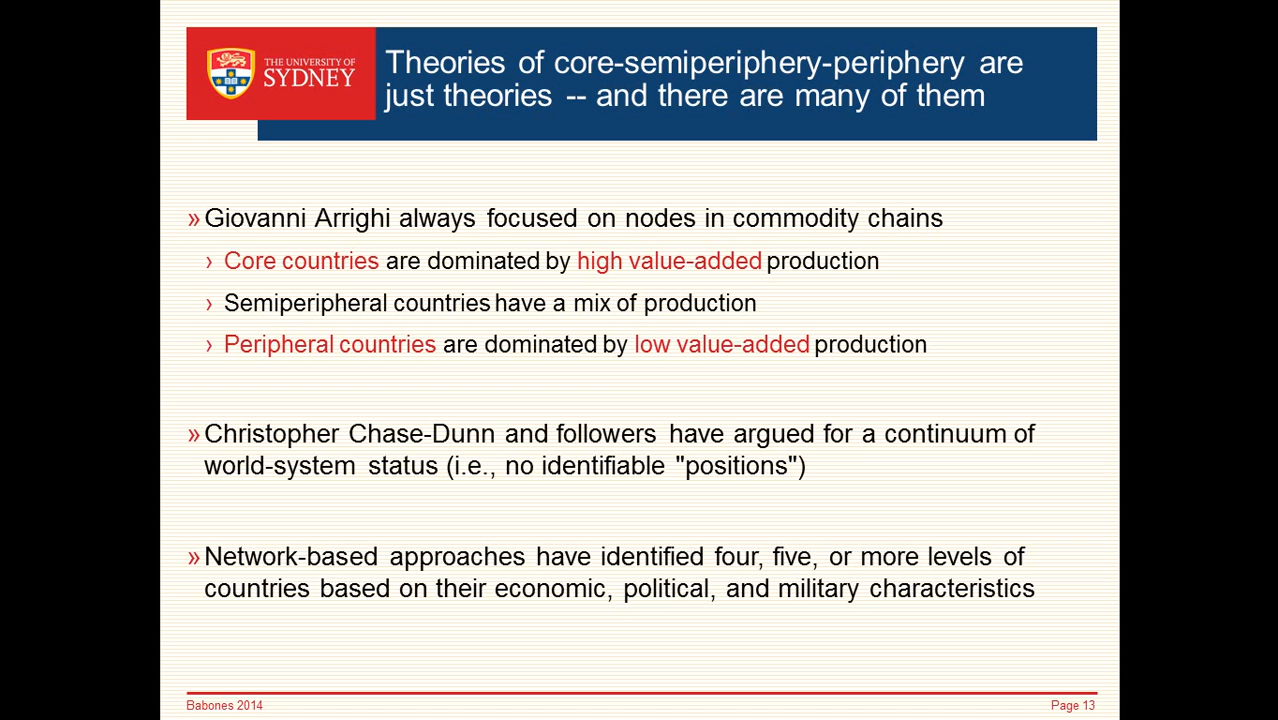 THE UNIVERSITY OF
SYDNEY
Theories of core-semiperiphery-periphery are
just theories -- and there are many of them
» Giovanni Arrighi always focused on nodes in commodity chains
› Core countries are dominated by high value-added production
› Semiperipheral countries have a mix of production
› Peripheral countries are dominated by low value-added production
» Christopher Chase-Dunn and followers have argued for a continuum of
world-system status (i.e., no identifiable "positions")
» Network-based approaches have identified four, five, or more levels of
countries based on their economic, political, and military characteristics
Babones 2014
Page 13